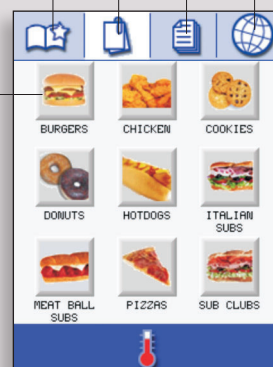 BURGERS
CHICKEN
COOKIES
DONUTS
HOTDOGS
ITALIAN
SUBS
MEAT BALL
SUBS
PIZZAS
SUB CLUBS